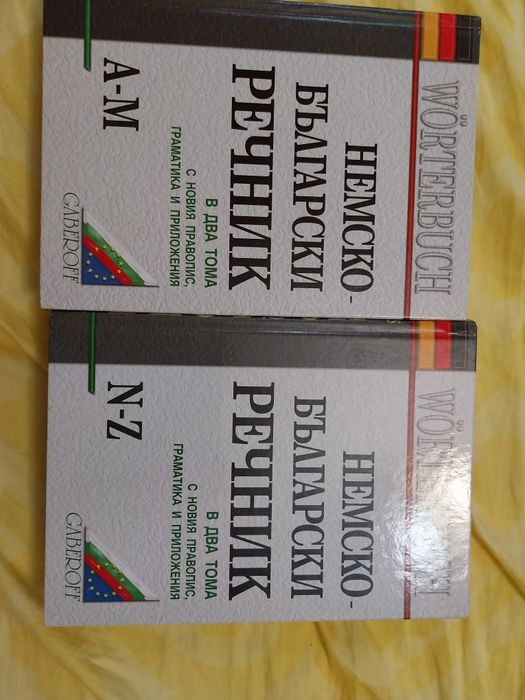 WÖRTERBUCH
НЕМСКО-
БЪЛГАРСКИ
РЕЧНИК
В ДВА ТОМА
С НОВИЯ ПРАВОПИС,
ГРАМАТИКА И ПРИЛОЖЕНИЯ
A-M
GABEROFF
WÖRTERBUCH
НЕМСКО-
БЪЛГАРСКИ
РЕЧНИК
В ДВА ТОМА
С НОВИЯ ПРАВОПИС,
ГРАМАТИКА И ПРИЛОЖЕНИЯ
N-Z
GABEROFF